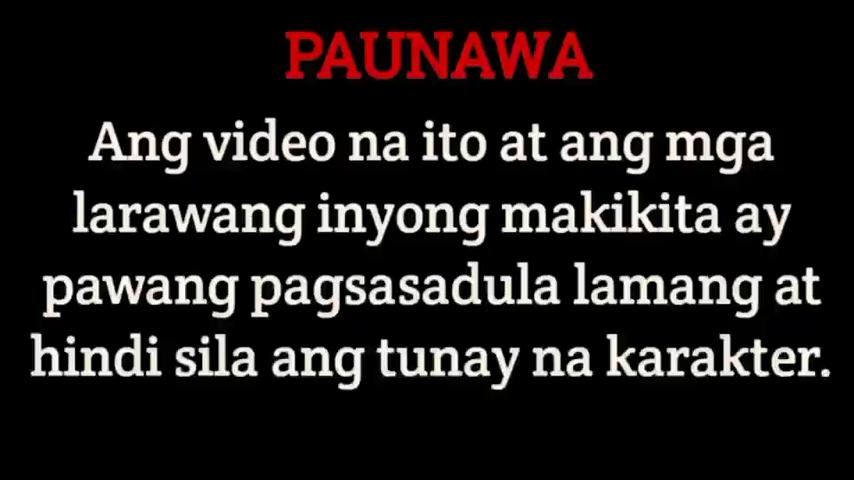 PAUNAWA
Ang video na ito at ang mga
larawang inyong makikita ay
pawang pagsasadula lamang at
hindi sila ang tunay na karakter.